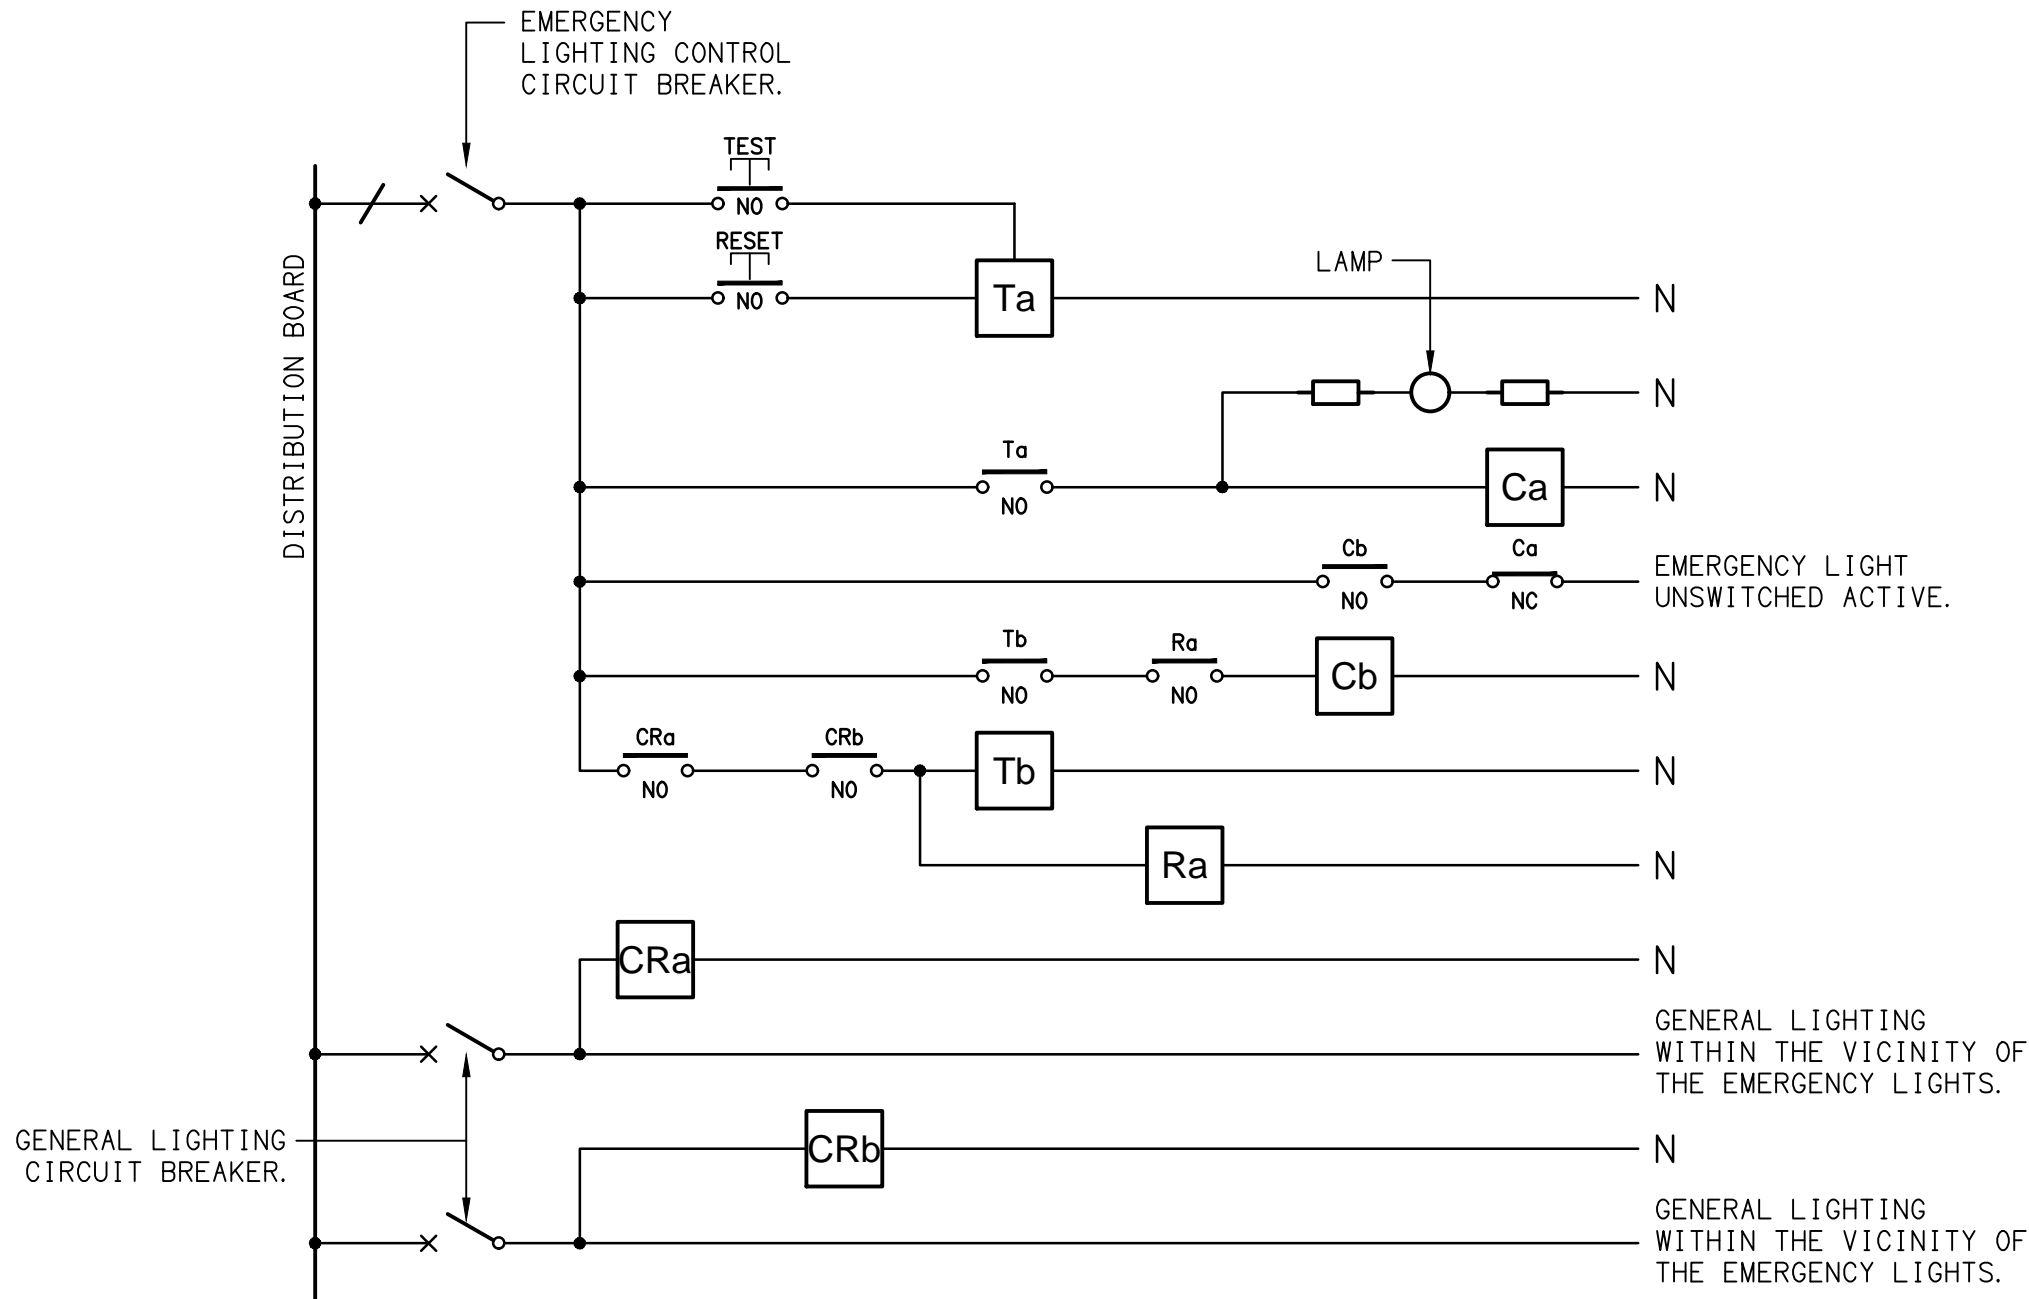 EMERGENCY
LIGHTING CONTROL
CIRCUIT BREAKER.
TEST
NO
RESET
NO
Ta
N
LAMP
N
DISTRIBUTION BOARD
Ta
NO
Ca
N
Cb
NO
Ca
NC
EMERGENCY LIGHT
UNSWITCHED ACTIVE.
Tb
NO
Ra
NO
Cb
N
CRa
NO
CRb
NO
Tb
N
Ra
N
CRa
N
GENERAL LIGHTING
WITHIN THE VICINITY OF
THE EMERGENCY LIGHTS.
GENERAL LIGHTING
CIRCUIT BREAKER.
CRb
N
GENERAL LIGHTING
WITHIN THE VICINITY OF
THE EMERGENCY LIGHTS.